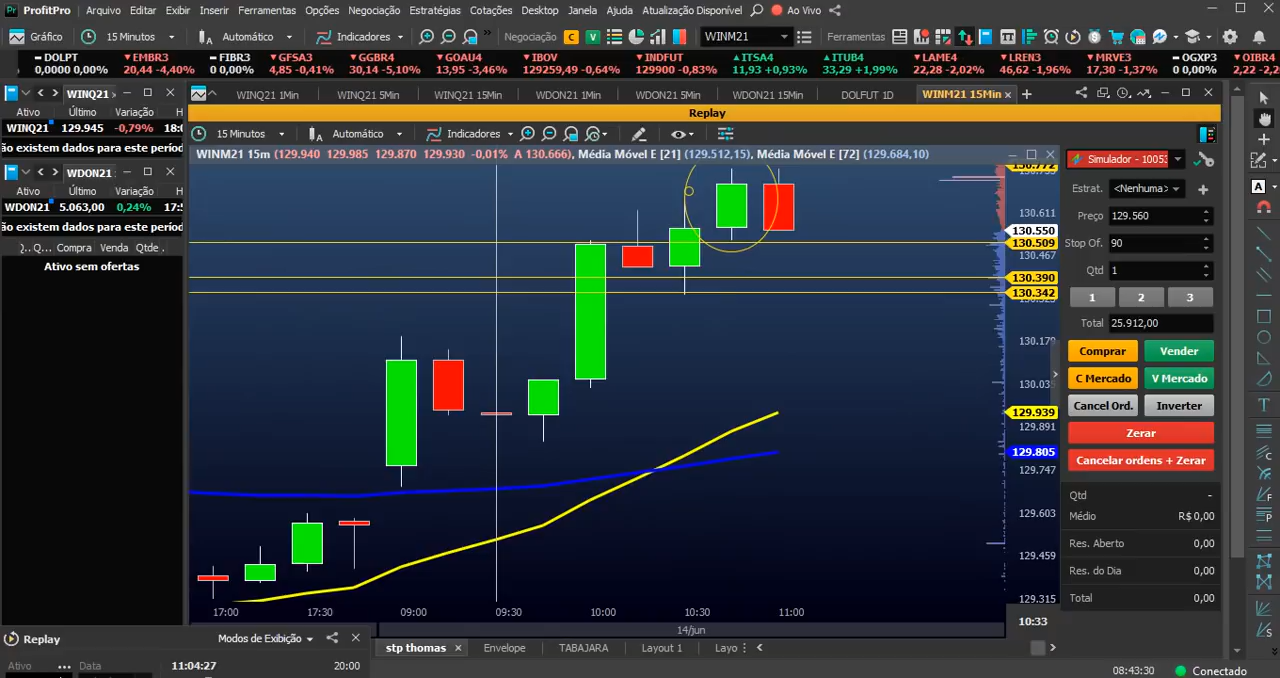 ProfitPro Arquivo Editar Exibir Inserir Ferramentas Opções Negociação Estratégias Cotações Desktop Janela Ajuda Atualização Disponível Ao Vivo
Gráfico 15 Minutos Automático Indicadores Negociação C V WINM21 Ferramentas
DOLPT EMBR3 FIBR3 GFSA3 GGBR4 GOAU4 IBOV INDFUT ITSA4 ITUB4 LAME4 LREN3 MRVE3 OGXP3 OIBR4
0,0000 0,00% 20,44 -4,40% 0 0,00% 4,85 -0,41% 30,14 -5,10% 13,95 -3,46% 129259,49 -0,64% 129900 -0,83% 11,93 +0,93% 33,29 +1,99% 22,28 -2,02% 46,62 -1,96% 17,30 -1,37% 0 0,00% 2,22 -2,2
WINQ21 WINQ21 1Min WINQ21 5Min WINQ21 15Min WDON21 1Min WDON21 5Min WDON21 15Min DOLFUT 1D WINM21 15Min
Ativo Último Variação H
Replay
WINQ21 129.945 -0,79% 18:0
15 Minutos Automático Indicadores
ão existem dados para este períod
WINM21 15m (129.940 129.985 129.870 129.930 -0,01% A 130.666), Média Móvel E [21] (129.512,15), Média Móvel E [72] (129.684,10)
Simulador - 10053
WDON21
Estrat. <Nenhuma>
Ativo Último Variação H
WDON21 5.063,00 0,24% 17:5
ão existem dados para este períod
Q... Compra Venda Qtde
Ativo sem ofertas
130.772
130.611
130.550
130.509
130.467
130.390
130.342
130.179
130.035
129.939
129.891
129.805
129.747
129.603
129.459
129.315
Preço 129.560
Stop Of. 90
Qtd 1
1 2 3
Total 25.912,00
Comprar Vender
C Mercado V Mercado
Cancel Ord. Inverter
Zerar
Cancelar ordens + Zerar
Qtd -
Médio R$ 0,00
Res. Aberto 0,00
Res. do Dia 0,00
Total 0,00
17:00 17:30 09:00 09:30 10:00 10:30 11:00
10:33
14/jun
Replay Modos de Exibição
stp thomas Envelope TABAJARA Layout 1 Layo
Ativo Data 11:04:27 20:00
08:43:30 Conectado